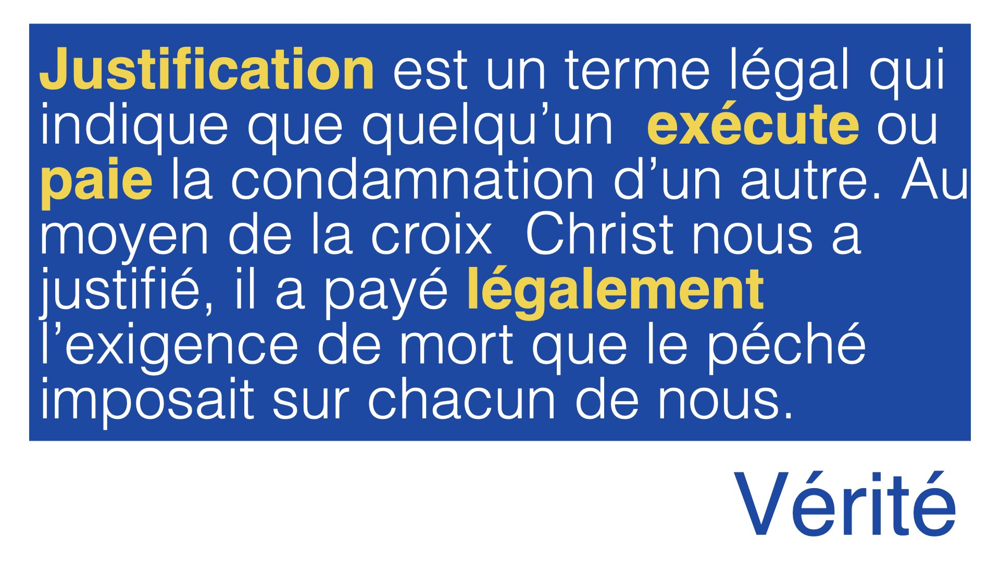 Justification est un terme légal qui
indique que quelqu’un  exécute ou
paie la condamnation d’un autre. Au
moyen de la croix  Christ nous a
justifié, il a payé légalement
l’exigence de mort que le péché
imposait sur chacun de nous.
Vérité